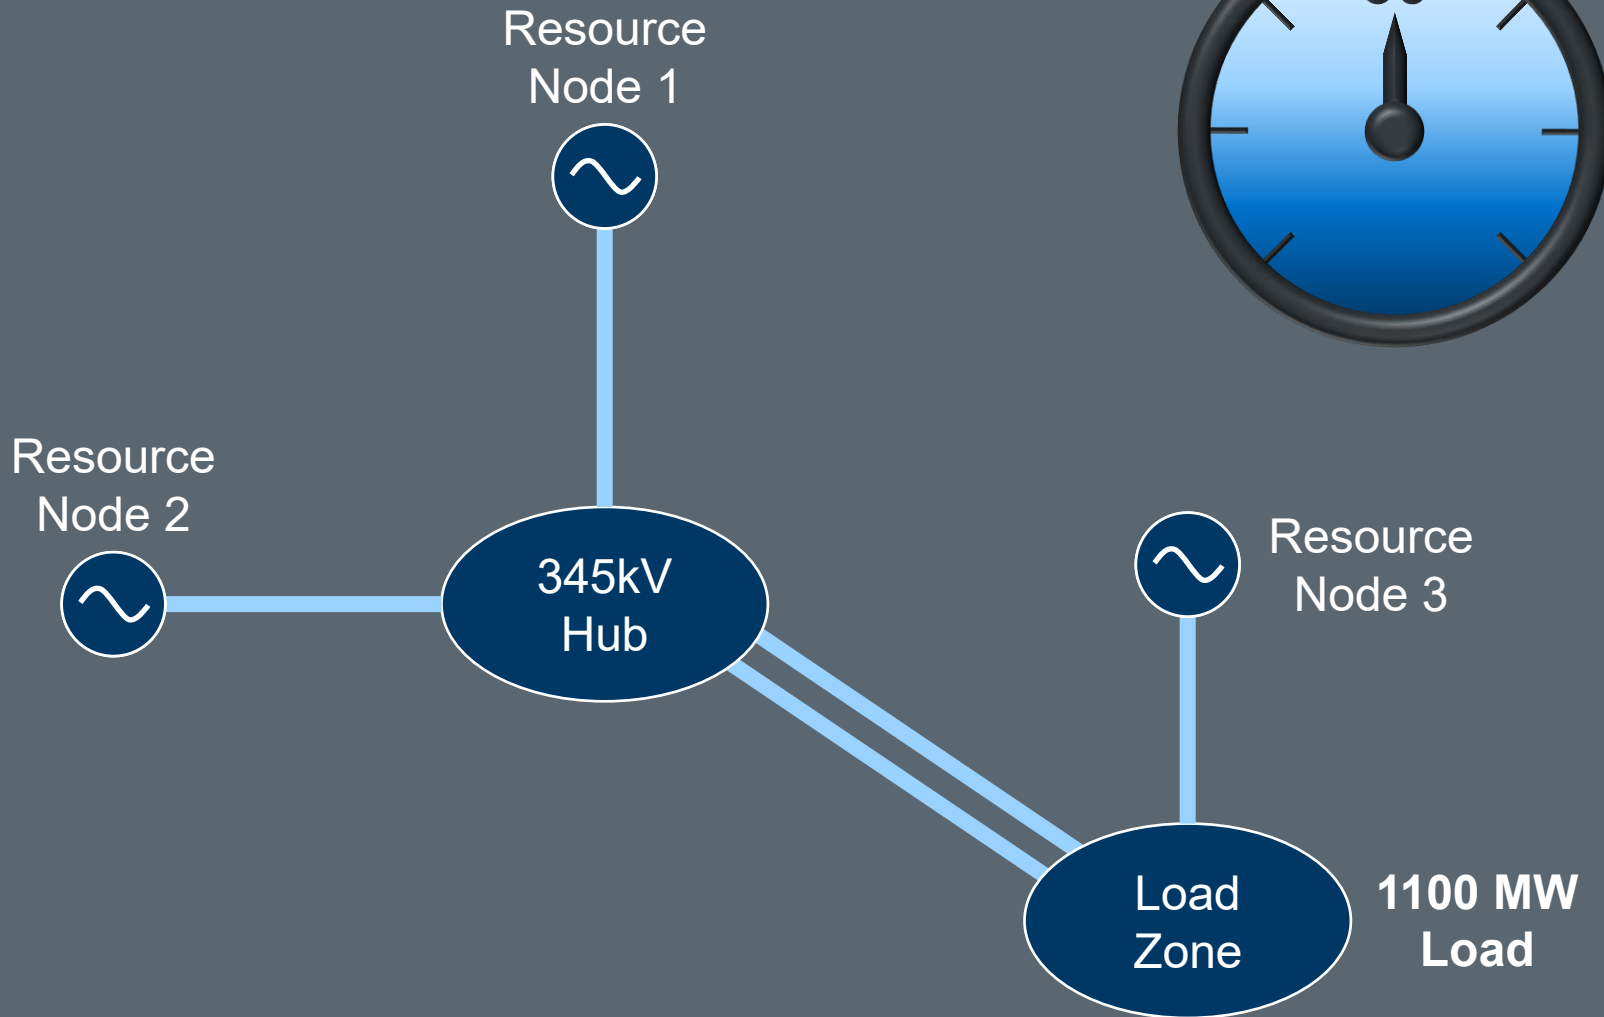 Resource
Node 1
Resource
Node 2
345kV
Hub
Resource
Node 3
Load
Zone
1100 MW
Load